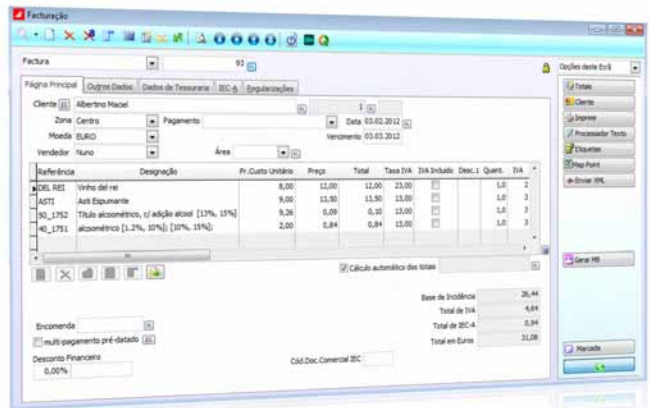 Facturação
Factura 93
Opções deste Ecrã
Página Principal Outros Dados Dados de Tesouraria IEC-A Regularizações
Cliente Albertino Maciel 1
Zona Centro Pagamento Data 03.02.2012
Moeda EURO Vencimento 03.03.2012
Vendedor Nuno Área
Referência Designação Pr.Custo Unitário Preço Total Taxa IVA IVA Incluído Desc.1 Quant. IVA
DEL REI Vinho del rei 8,00 12,00 12,00 23,00 1,0 2
ASTI Asti Espumante 9,00 13,50 13,50 13,00 1,0 3
50_1752 Título alcoométrico, c/ adição alcool [13%, 15%] 9,26 0,09 0,10 13,00 1,0 3
40_1751 alcoométrico [1.2%, 10%]; [10%, 15%]; 2,00 0,84 0,84 13,00 1,0 3
Cálculo automático dos totais
Base de Incidência 26,44
Total de IVA 4,64
Total de IEC-A 0,94
Total em Euros 31,08
Encomenda
multi-pagamento pré-datado
Desconto Financeiro
0,00%
Cód.Doc.Comercial IEC
Totais
Cliente
Imprimir
Processador Texto
Etiquetas
Map Point
Enviar XML
Gerar MB
Marcada